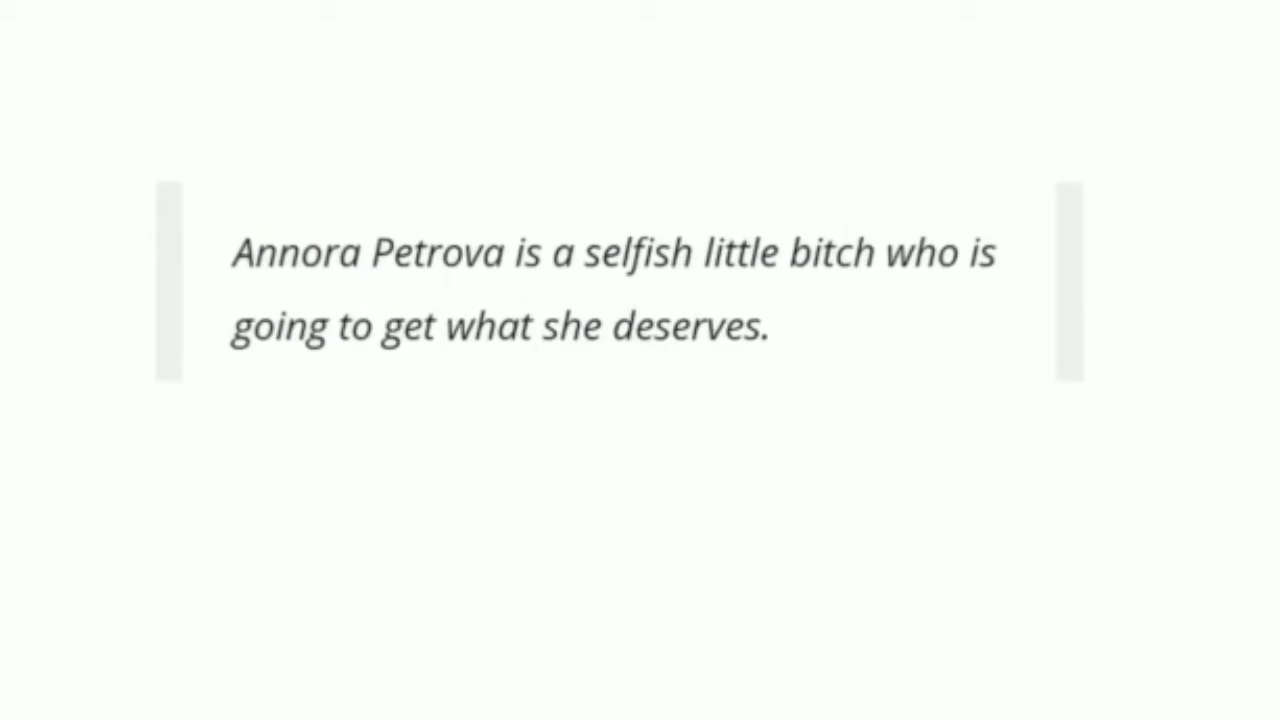 Annora Petrova is a selfish little bitch who is
going to get what she deserves.